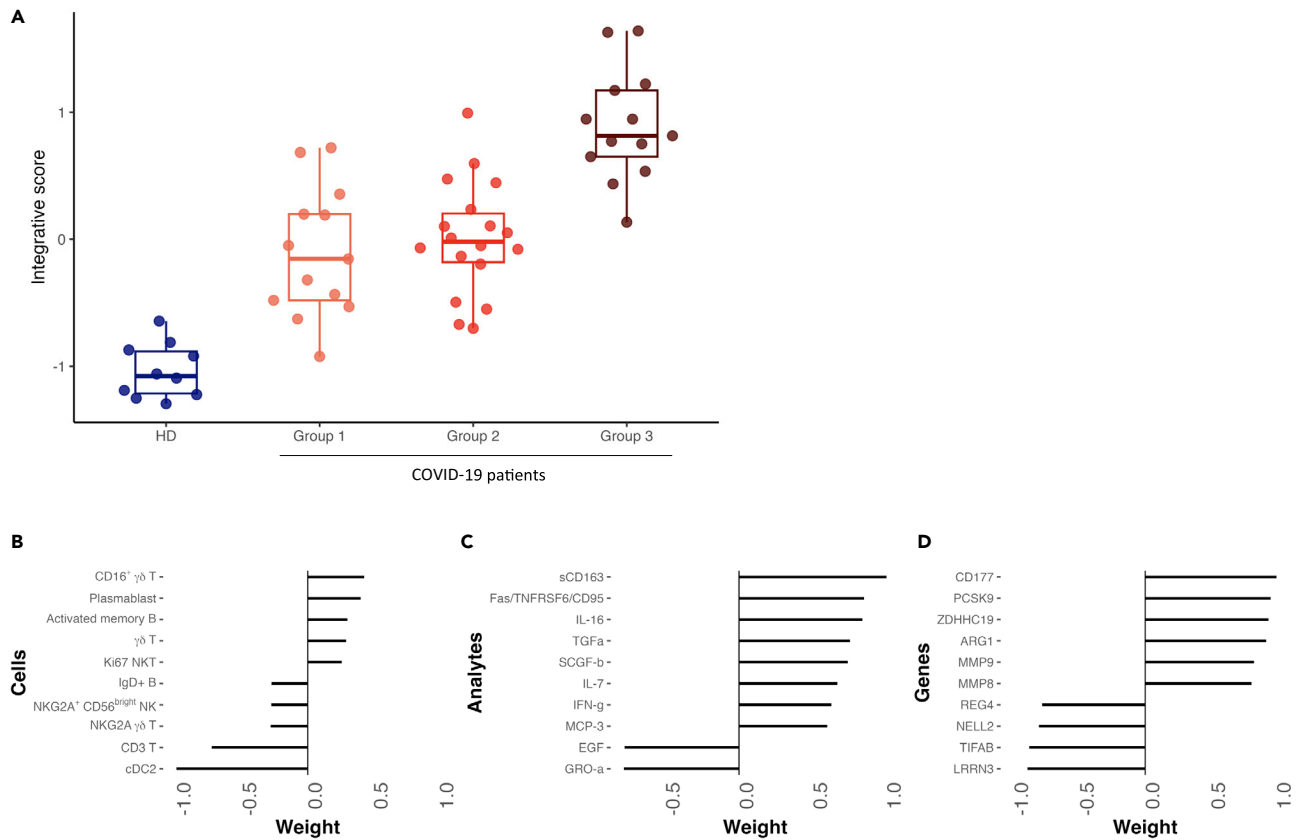 A
Integrative score
1
0
-1
HD
Group 1
Group 2
Group 3
COVID-19 patients
B
Cells
CD16⁺ γδ T
Plasmablast
Activated memory B
γδ T
Ki67 NKT
IgD+ B
NKG2A⁺ CD56ᵇʳⁱᵍʰᵗ NK
NKG2A γδ T
CD3 T
cDC2
-1.0
-0.5
0.0
0.5
1.0
Weight
C
Analytes
sCD163
Fas/TNFRSF6/CD95
IL-16
TGFa
SCGF-b
IL-7
IFN-g
MCP-3
EGF
GRO-a
-0.5
0.0
0.5
1.0
Weight
D
Genes
CD177
PCSK9
ZDHHC19
ARG1
MMP9
MMP8
REG4
NELL2
TIFAB
LRRN3
-1.0
-0.5
0.0
0.5
1.0
Weight